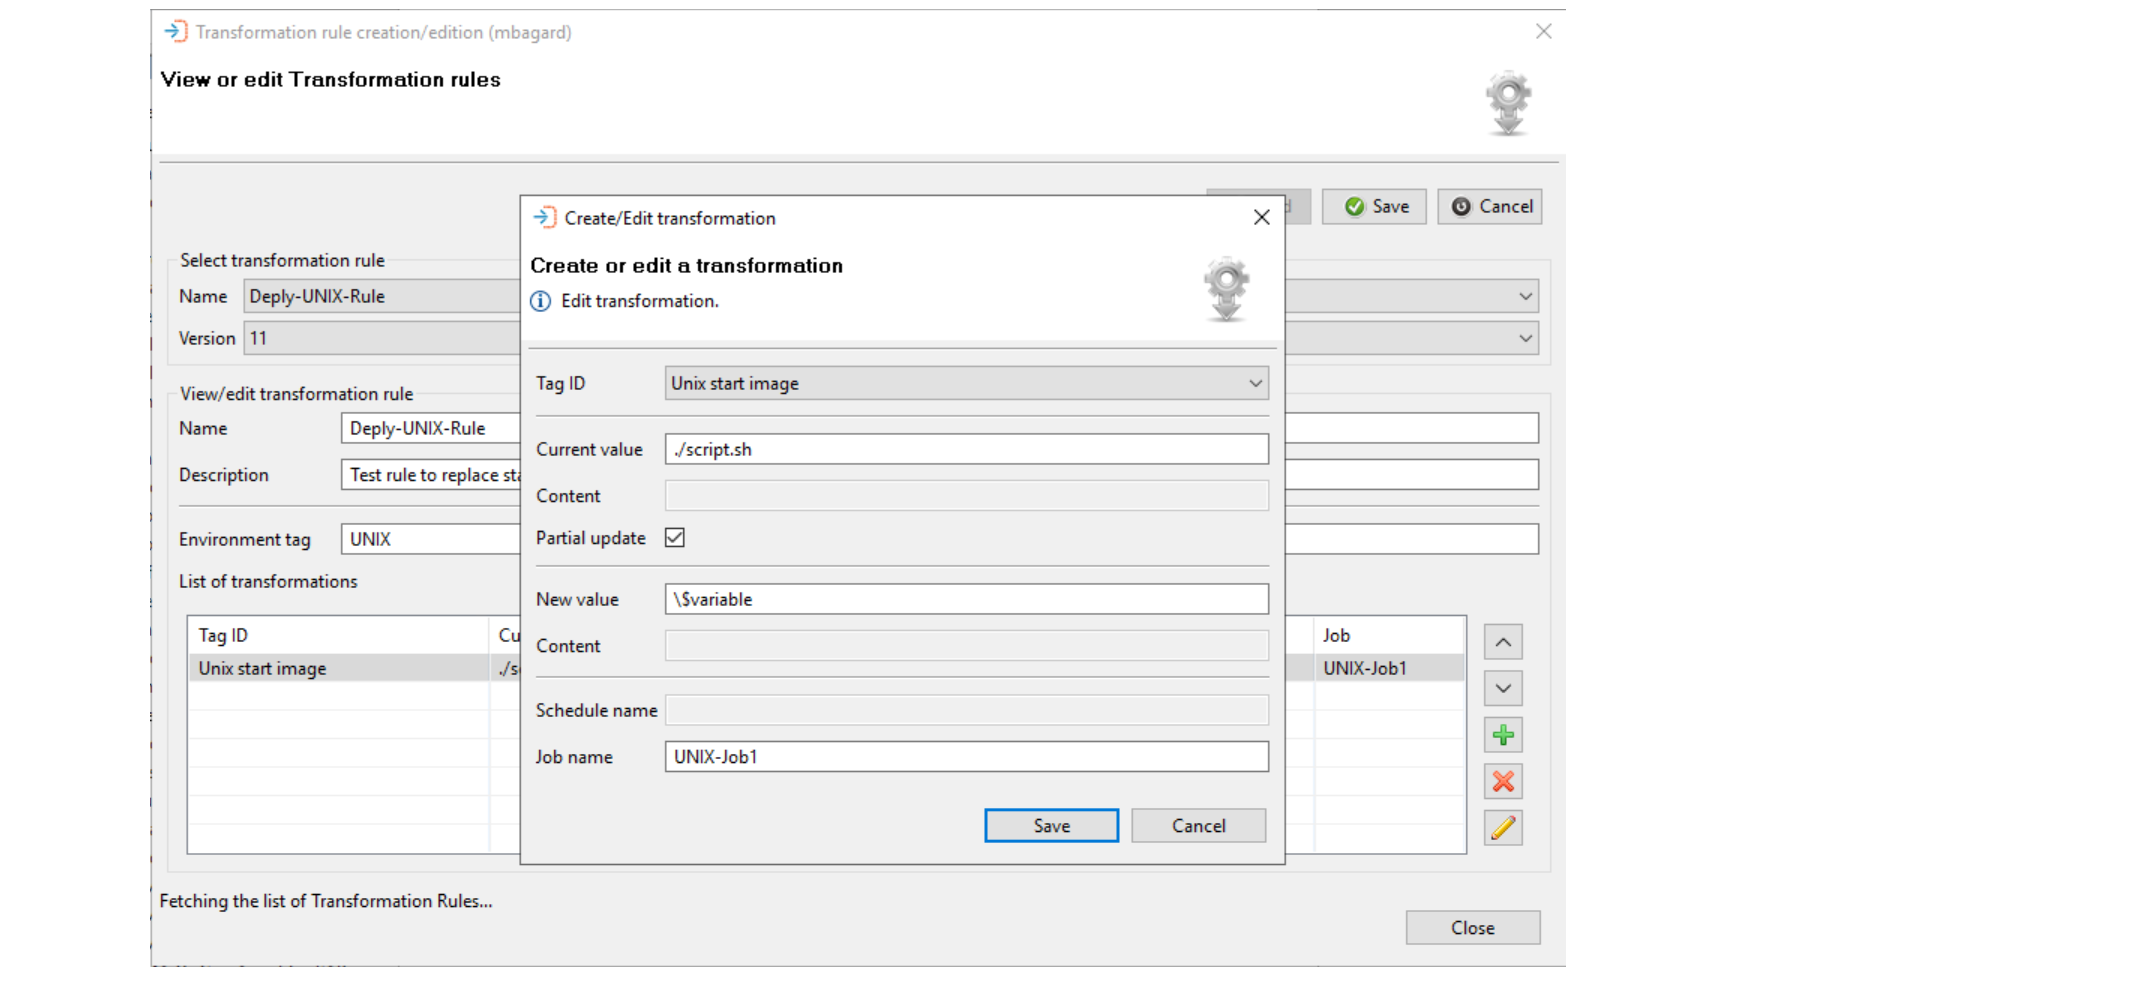 Transformation rule creation/edition (mbagard)
View or edit Transformation rules
Save
Cancel
Select transformation rule
Name
Deply-UNIX-Rule
Version
11
View/edit transformation rule
Name
Deply-UNIX-Rule
Description
Test rule to replace
Environment tag
UNIX
List of transformations
Tag ID
Job
Unix start image
UNIX-Job1
Create/Edit transformation
Create or edit a transformation
Edit transformation.
Tag ID
Unix start image
Current value
./script.sh
Content
Partial update
New value
\$variable
Content
Schedule name
Job name
UNIX-Job1
Save
Cancel
Fetching the list of Transformation Rules...
Close